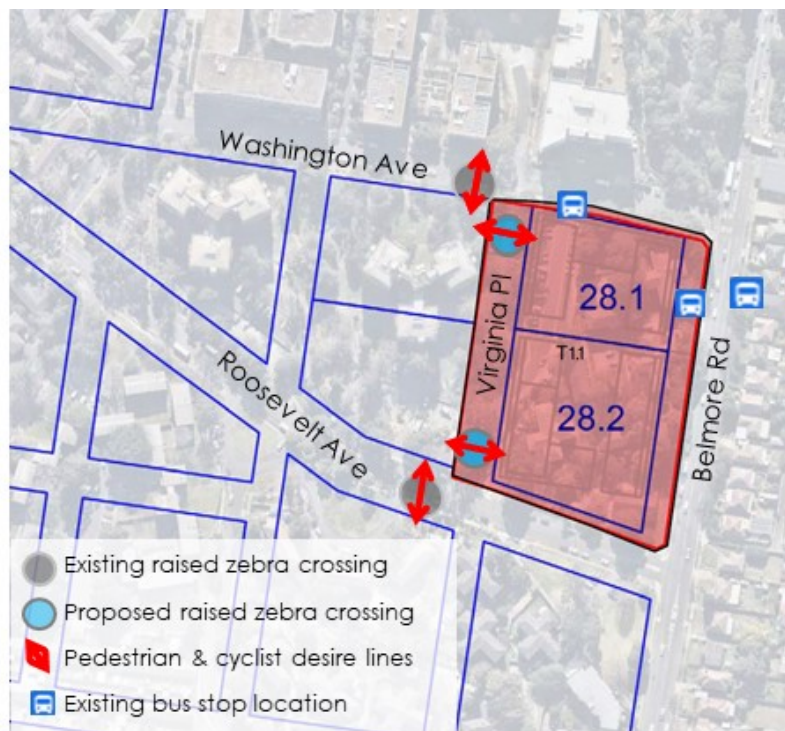 Washington Ave
Virginia Pl
28.1
T1.1
28.2
Roosevelt Ave
Belmore Rd
Existing raised zebra crossing
Proposed raised zebra crossing
Pedestrian & cyclist desire lines
Existing bus stop location